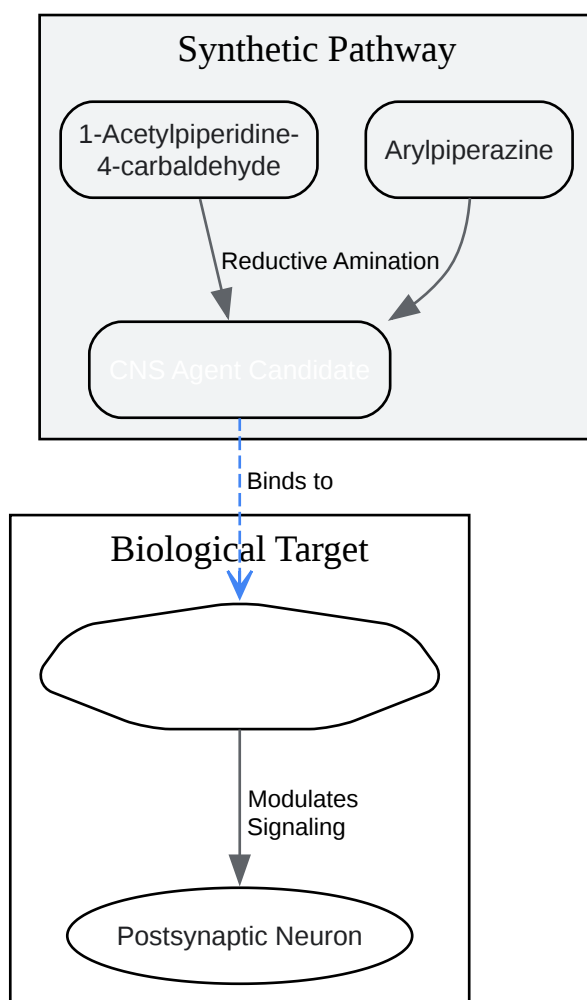 Synthetic Pathway
1-Acetylpiperidine-
4-carbaldehyde
Arylpiperazine
Reductive Amination
CNS Agent Candidate
Binds to
Biological Target
Modulates
Signaling
Postsynaptic Neuron